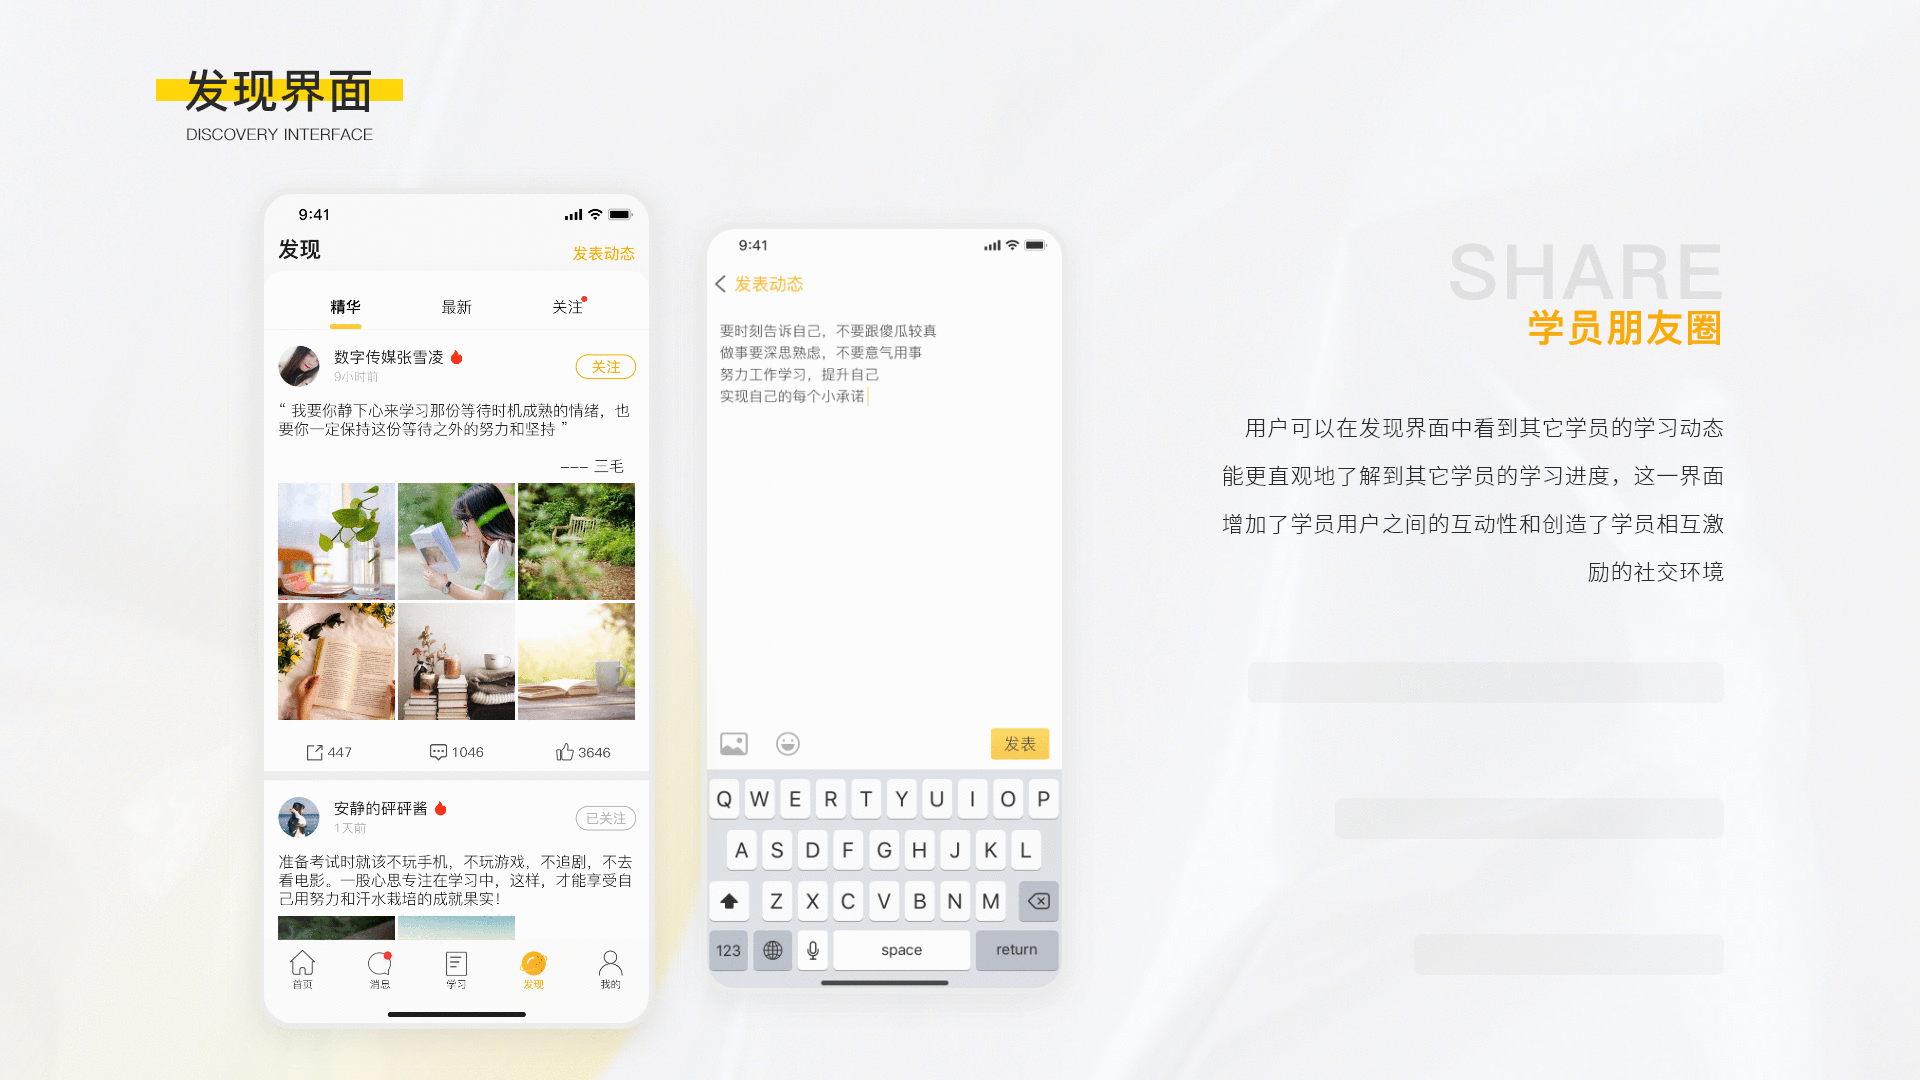 发现界面
DISCOVERY INTERFACE
9:41
发现
发表动态
精华
最新
关注
数字传媒张雪凌
9小时前
关注
“ 我要你静下心来学习那份等待时机成熟的情绪，也
要你一定保持这份等待之外的努力和坚持 ”
––– 三毛
447
1046
3646
安静的砰砰酱
1天前
已关注
准备考试时就该不玩手机，不玩游戏，不追剧，不去
看电影。一股心思专注在学习中，这样，才能享受自
己用努力和汗水栽培的成就果实！
首页
消息
学习
发现
我的
9:41
发表动态
要时刻告诉自己，不要跟傻瓜较真
做事要深思熟虑，不要意气用事
努力工作学习，提升自己
实现自己的每个小承诺
发表
Q W E R T Y U I O P
A S D F G H J K L
Z X C V B N M
123
space
return
SHARE
学员朋友圈
用户可以在发现界面中看到其它学员的学习动态
能更直观地了解到其它学员的学习进度，这一界面
增加了学员用户之间的互动性和创造了学员相互激
励的社交环境